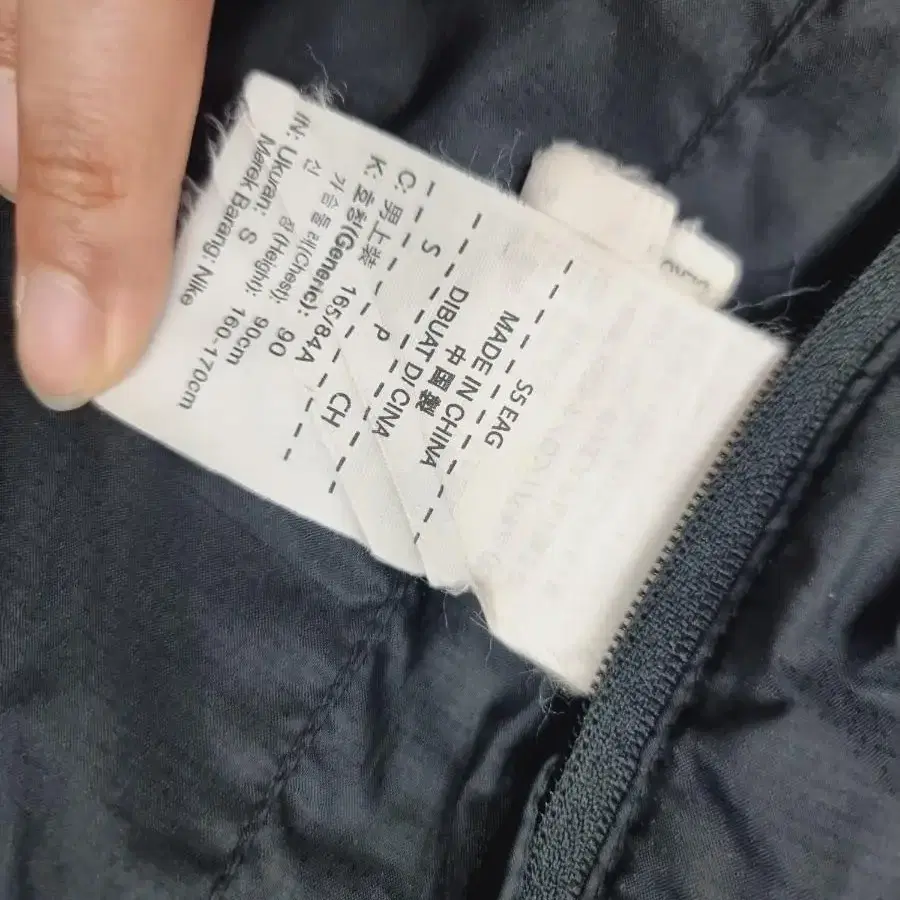 S5 EAG
MADE IN CHINA
中國製
DIBUAT DI CINA
S P CH
C: 男上装 165/84A
K: 호칭(Generic): 90
가슴둘레(Chest): 90cm
신 장(Height): 160-170cm
IN: Ukuran: S
Merek Barang: Nike